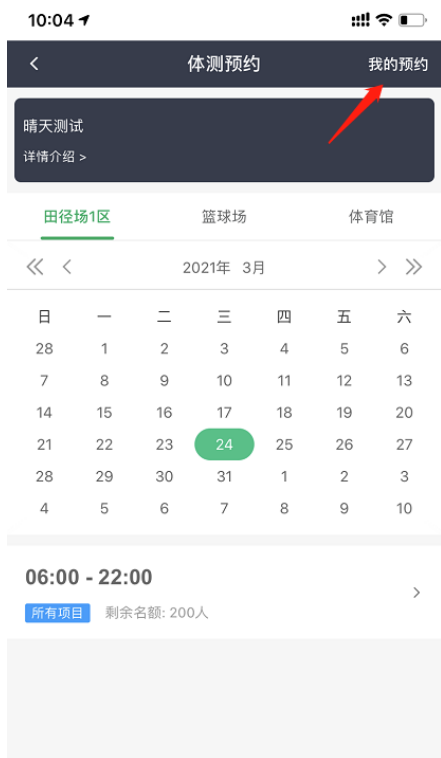 10:04
体测预约 我的预约
晴天测试
详情介绍 >
田径场1区 篮球场 体育馆
2021年 3月
日 一 二 三 四 五 六
28 1 2 3 4 5 6
7 8 9 10 11 12 13
14 15 16 17 18 19 20
21 22 23 24 25 26 27
28 29 30 31 1 2 3
4 5 6 7 8 9 10
06:00 - 22:00
所有项目 剩余名额: 200人